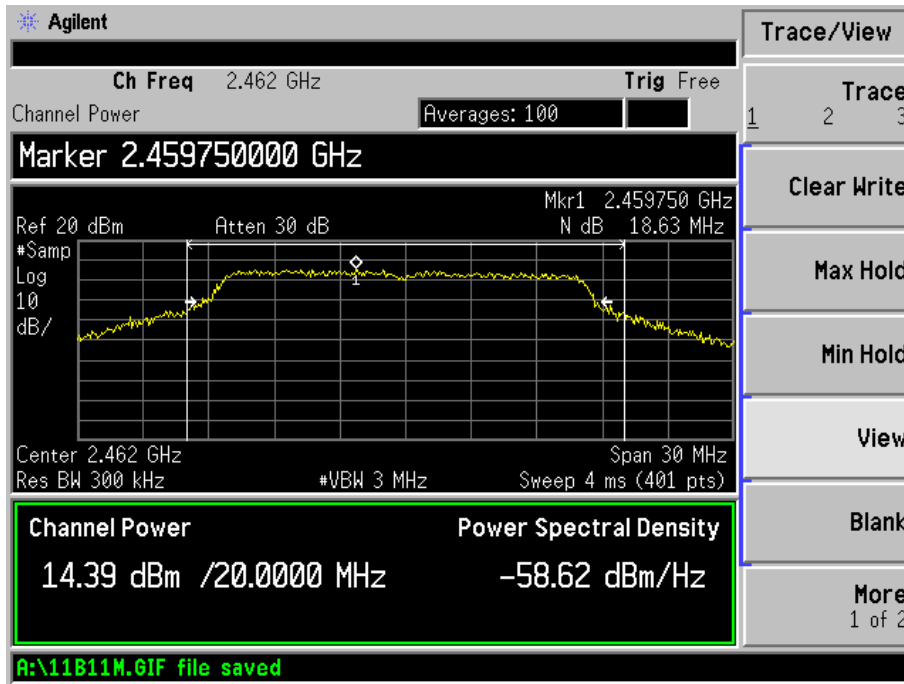 Agilent
Trace/View
Ch Freq 2.462 GHz Trig Free
Channel Power Averages: 100
Trace
1 2 3
Marker 2.459750000 GHz
Clear Write
Mkr1 2.459750 GHz
Ref 20 dBm Atten 30 dB N dB 18.63 MHz
#Samp
Log
10
dB/
1
Max Hold
Min Hold
View
Center 2.462 GHz Span 30 MHz
Res BW 300 kHz #VBW 3 MHz Sweep 4 ms (401 pts)
Channel Power Power Spectral Density
14.39 dBm /20.0000 MHz -58.62 dBm/Hz
Blank
More
1 of 2
A:\11B11M.GIF file saved